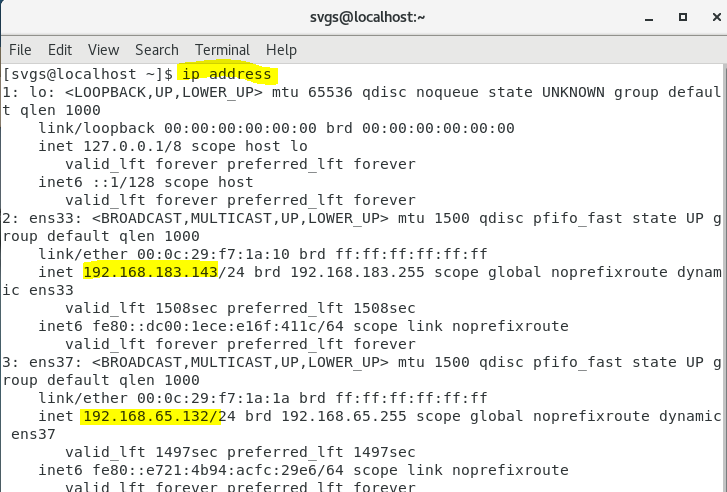 svgs@localhost:~
File Edit View Search Terminal Help
[svgs@localhost ~]$ ip address
1: lo: <LOOPBACK,UP,LOWER_UP> mtu 65536 qdisc noqueue state UNKNOWN group defaul
t qlen 1000
    link/loopback 00:00:00:00:00:00 brd 00:00:00:00:00:00
    inet 127.0.0.1/8 scope host lo
       valid_lft forever preferred_lft forever
    inet6 ::1/128 scope host
       valid_lft forever preferred_lft forever
2: ens33: <BROADCAST,MULTICAST,UP,LOWER_UP> mtu 1500 qdisc pfifo_fast state UP g
roup default qlen 1000
    link/ether 00:0c:29:f7:1a:10 brd ff:ff:ff:ff:ff:ff
    inet 192.168.183.143/24 brd 192.168.183.255 scope global noprefixroute dynam
ic ens33
       valid_lft 1508sec preferred_lft 1508sec
    inet6 fe80::dc00:1ece:e16f:411c/64 scope link noprefixroute
       valid_lft forever preferred_lft forever
3: ens37: <BROADCAST,MULTICAST,UP,LOWER_UP> mtu 1500 qdisc pfifo_fast state UP g
roup default qlen 1000
    link/ether 00:0c:29:f7:1a:1a brd ff:ff:ff:ff:ff:ff
    inet 192.168.65.132/24 brd 192.168.65.255 scope global noprefixroute dynamic
 ens37
       valid_lft 1497sec preferred_lft 1497sec
    inet6 fe80::e721:4b94:acfc:29e6/64 scope link noprefixroute
       valid_lft forever preferred_lft forever